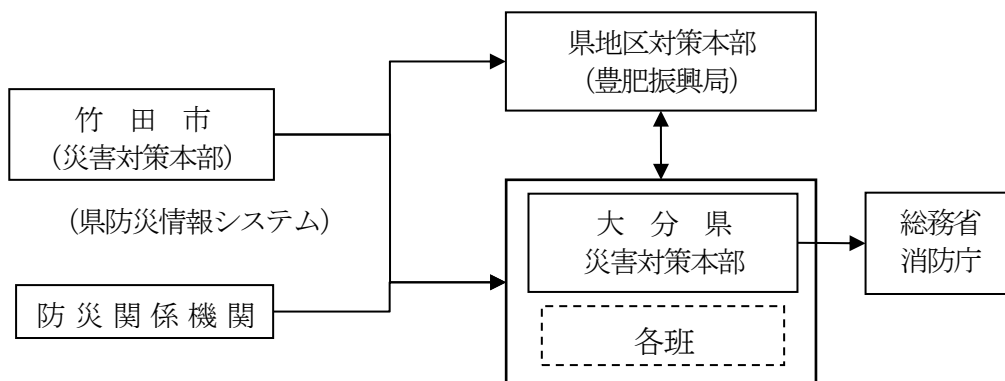 県地区対策本部
(豊肥振興局)
竹 田 市
(災害対策本部)
(県防災情報システム)
大 分 県
災害対策本部
総務省
消防庁
防 災 関 係 機 関
各班